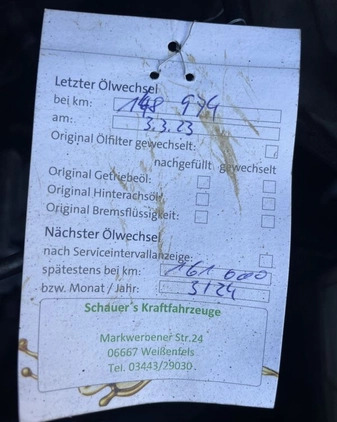 Letzter Ölwechsel
bei km: 148 974
am: 3.3.23
Original Ölfilter gewechselt:
nachgefüllt gewechselt
Original Getriebeöl:
Original Hinterachsöl:
Original Bremsflüssigkeit:
Nächster Ölwechsel
nach Serviceintervallanzeige:
spätestens bei km: 161 000
bzw. Monat / Jahr: 3/24
Schauer's Kraftfahrzeuge
Markwerbener Str.24
06667 Weißenfels
Tel. 03443/29030